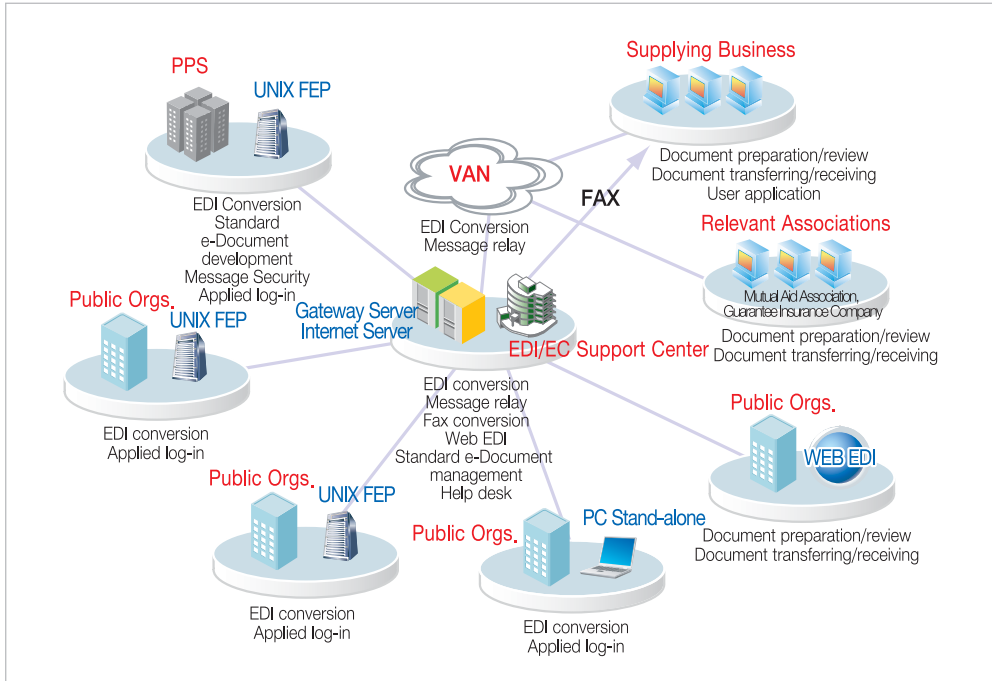 PPS
UNIX FEP
EDI Conversion
Standard
e-Document
development
Message Security
Applied log-in
VAN
EDI Conversion
Message relay
FAX
Supplying Business
Document preparation/review
Document transferring/receiving
User application
Relevant Associations
Mutual Aid Association,
Guarantee Insurance Company
Document preparation/review
Document transferring/receiving
Public Orgs.
UNIX FEP
EDI conversion
Applied log-in
Gateway Server
Internet Server
EDI/EC Support Center
EDI conversion
Message relay
Fax conversion
Web EDI
Standard e-Document
management
Help desk
Public Orgs.
WEB EDI
Document preparation/review
Document transferring/receiving
Public Orgs.
UNIX FEP
EDI conversion
Applied log-in
Public Orgs.
PC Stand-alone
EDI conversion
Applied log-in